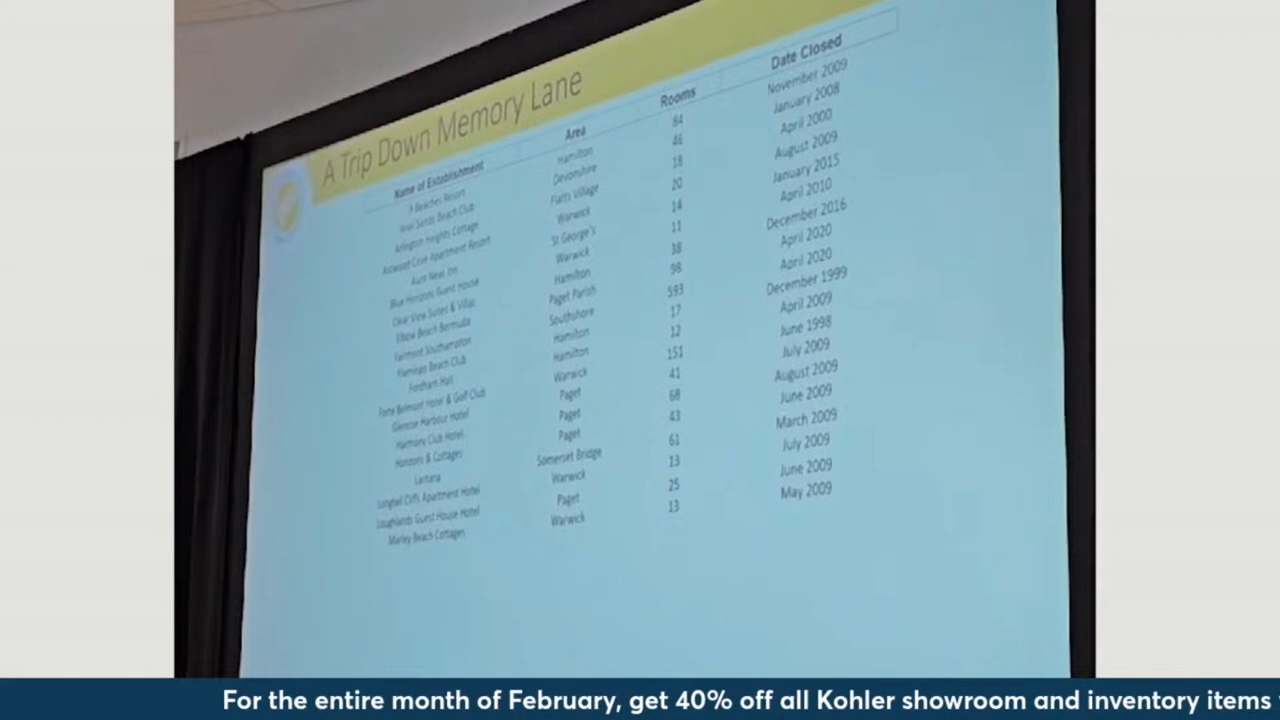 A Trip Down Memory Lane
Name of Establishment Area Rooms Date Closed
9 Beaches Resort Hamilton 84 November 2009
Ariel Sands Beach Club Devonshire 46 January 2008
Arlington Heights Cottage Flatts Village 18 April 2000
Astwood Cove Apartment Resort Warwick 20 August 2009
Aunt Neas Inn St George's 14 January 2015
Blue Horizons Guest House Warwick 11 April 2010
Clear View Suites & Villas Hamilton 38 December 2016
Elbow Beach Bermuda Paget Parish 98 April 2020
Fairmont Southampton Southshore 593 April 2020
Flamingo Beach Club Hamilton 17 December 1999
Fordham Hall Hamilton 12 April 2009
Forte Belmont Hotel & Golf Club Warwick 151 June 1998
Glencoe Harbour Hotel Paget 41 July 2009
Harmony Club Hotel Paget 68 August 2009
Horizons & Cottages Paget 43 June 2009
Lantana Somerset Bridge 61 March 2009
Longtail Cliffs Apartment Hotel Warwick 13 July 2009
Loughlands Guest House Hotel Paget 25 June 2009
Marley Beach Cottages Warwick 13 May 2009
For the entire month of February, get 40% off all Kohler showroom and inventory items